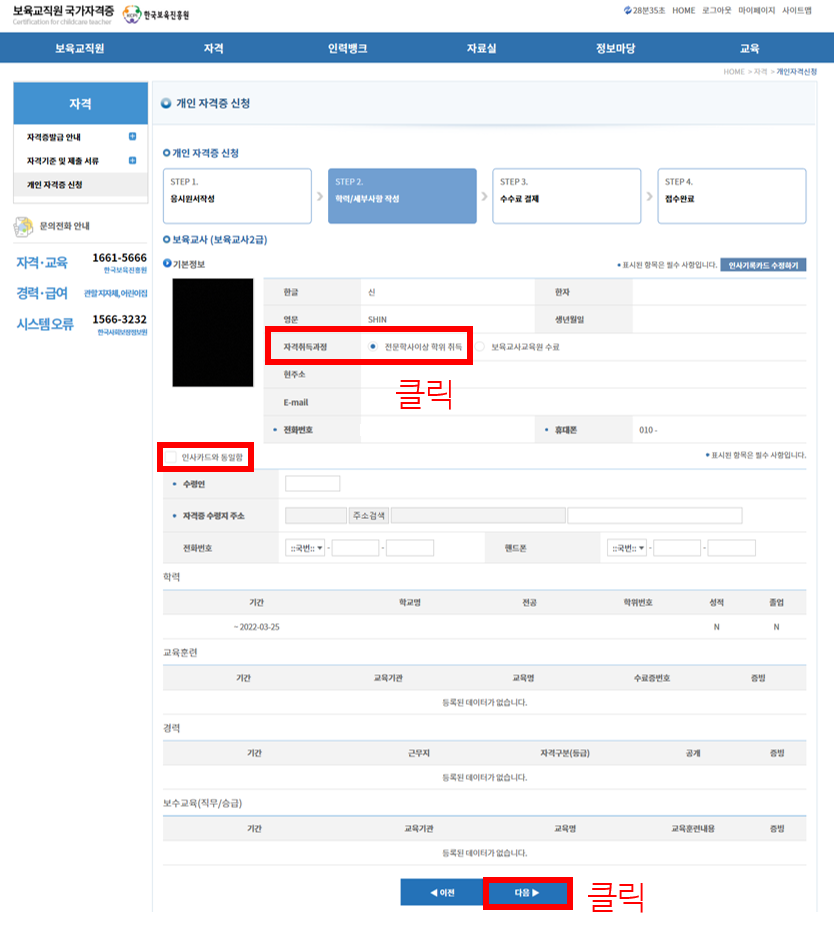 보육교직원 국가자격증
Certification for childcare teacher
KCPI 한국보육진흥원
28분35초 HOME 로그아웃 마이페이지 사이트맵
보육교직원 자격 인력뱅크 자료실 정보마당 교육
HOME > 자격 > 개인자격신청
자격
자격증발급 안내
자격기준 및 제출 서류
개인 자격증 신청
문의전화 안내
자격·교육 1661-5666
한국보육진흥원
경력·급여 관할 지자체, 어린이집
시스템 오류 1566-3232
한국사회보장정보원
개인 자격증 신청
개인 자격증 신청
STEP 1.
응시원서작성
STEP 2.
학력/세부사항 작성
STEP 3.
수수료 결제
STEP 4.
접수완료
보육교사 (보육교사2급)
기본정보
• 표시된 항목은 필수 사항입니다. 인사기록카드 수정하기
한글 신 한자
영문 SHIN 생년월일
자격취득과정 전문학사이상 학위 취득 보육교사교육원 수료
현주소
클릭
E-mail
• 전화번호 • 휴대폰 010 -
인사카드와 동일함
• 표시된 항목은 필수 사항입니다.
• 수령인
• 자격증 수령지 주소 주소검색
전화번호 ::국번:: - - 핸드폰 ::국번:: - -
학력
기간 학교명 전공 학위번호 성적 졸업
~ 2022-03-25 N N
교육훈련
기간 교육기관 교육명 수료증번호 증빙
등록된 데이터가 없습니다.
경력
기간 근무지 자격구분(등급) 공개 증빙
등록된 데이터가 없습니다.
보수교육(직무/승급)
기간 교육기관 교육명 교육훈련내용 증빙
등록된 데이터가 없습니다.
◀ 이전 다음 ▶ 클릭